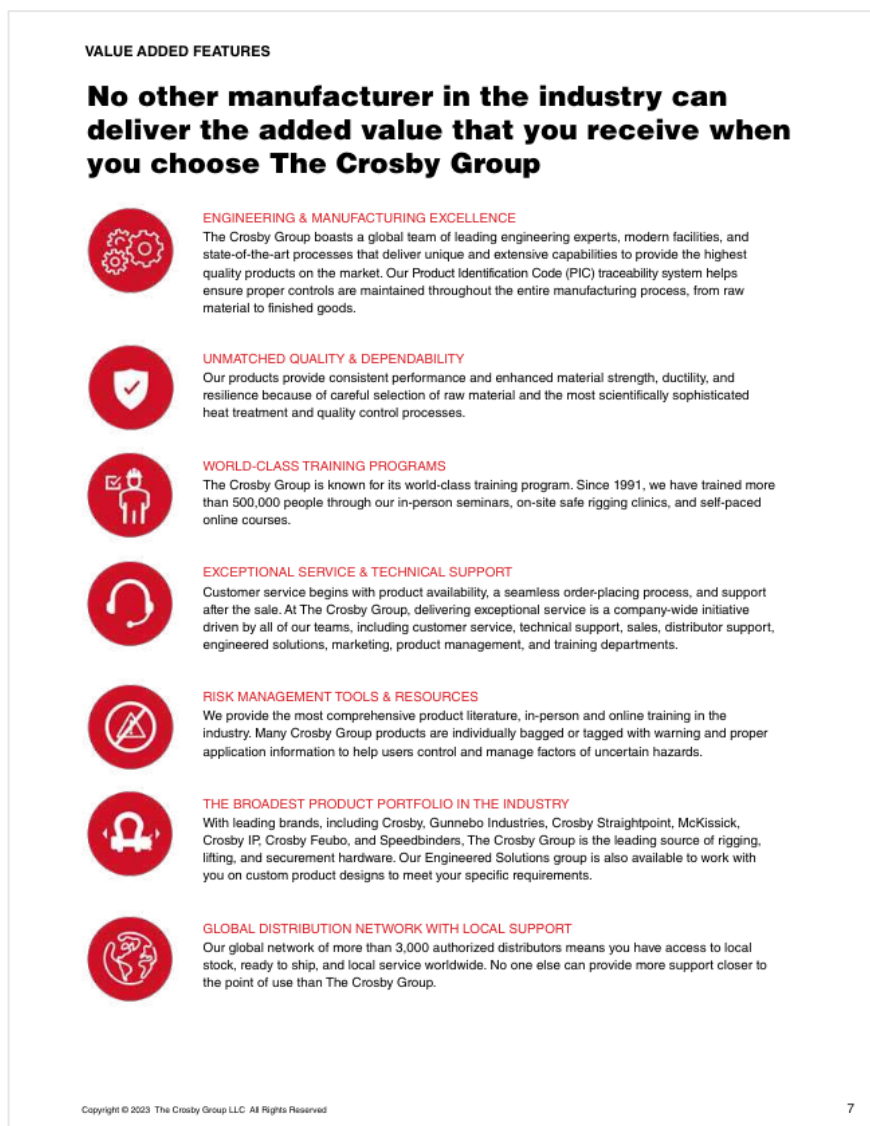 VALUE ADDED FEATURES
No other manufacturer in the industry can
deliver the added value that you receive when
you choose The Crosby Group
ENGINEERING & MANUFACTURING EXCELLENCE
The Crosby Group boasts a global team of leading engineering experts, modern facilities, and
state-of-the-art processes that deliver unique and extensive capabilities to provide the highest
quality products on the market. Our Product Identification Code (PIC) traceability system helps
ensure proper controls are maintained throughout the entire manufacturing process, from raw
material to finished goods.
UNMATCHED QUALITY & DEPENDABILITY
Our products provide consistent performance and enhanced material strength, ductility, and
resilience because of careful selection of raw material and the most scientifically sophisticated
heat treatment and quality control processes.
WORLD-CLASS TRAINING PROGRAMS
The Crosby Group is known for its world-class training program. Since 1991, we have trained more
than 500,000 people through our in-person seminars, on-site safe rigging clinics, and self-paced
online courses.
EXCEPTIONAL SERVICE & TECHNICAL SUPPORT
Customer service begins with product availability, a seamless order-placing process, and support
after the sale. At The Crosby Group, delivering exceptional service is a company-wide initiative
driven by all of our teams, including customer service, technical support, sales, distributor support,
engineered solutions, marketing, product management, and training departments.
RISK MANAGEMENT TOOLS & RESOURCES
We provide the most comprehensive product literature, in-person and online training in the
industry. Many Crosby Group products are individually bagged or tagged with warning and proper
application information to help users control and manage factors of uncertain hazards.
THE BROADEST PRODUCT PORTFOLIO IN THE INDUSTRY
With leading brands, including Crosby, Gunnebo Industries, Crosby Straightpoint, McKissick,
Crosby IP, Crosby Feubo, and Speedbinders, The Crosby Group is the leading source of rigging,
lifting, and securement hardware. Our Engineered Solutions group is also available to work with
you on custom product designs to meet your specific requirements.
GLOBAL DISTRIBUTION NETWORK WITH LOCAL SUPPORT
Our global network of more than 3,000 authorized distributors means you have access to local
stock, ready to ship, and local service worldwide. No one else can provide more support closer to
the point of use than The Crosby Group.
Copyright © 2023 The Crosby Group LLC All Rights Reserved
7